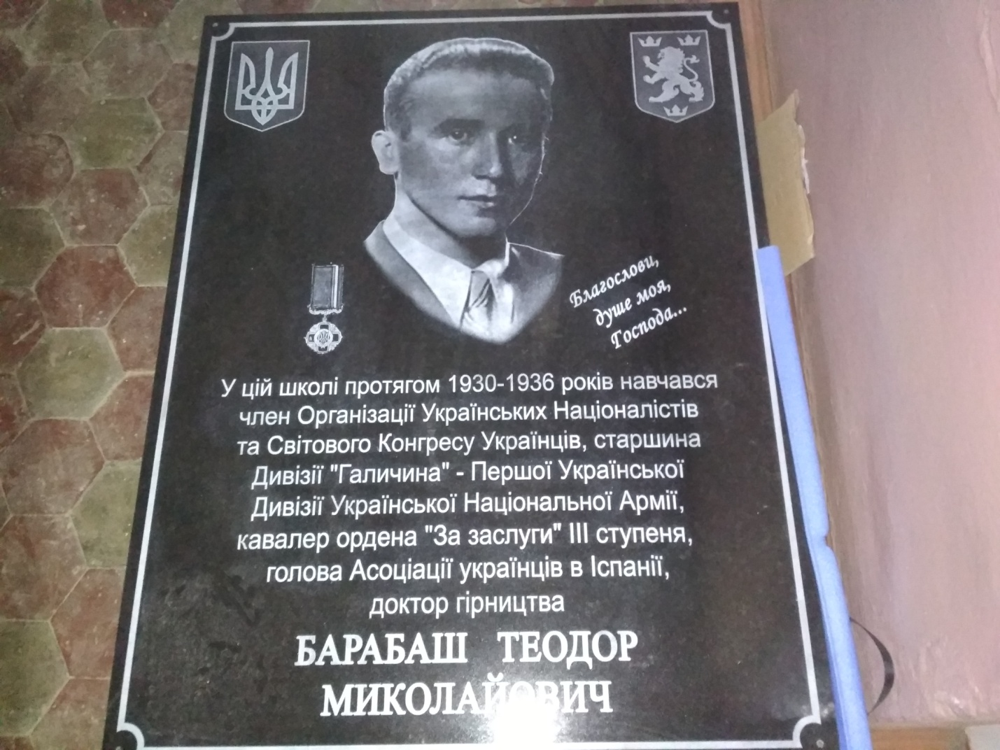 Благослови,
душе моя,
Господа...
У цій школі протягом 1930-1936 років навчався
член Організації Українських Націоналістів
та Світового Конгресу Українців, старшина
Дивізії "Галичина" - Першої Української
Дивізії Української Національної Армії,
кавалер ордена "За заслуги" III ступеня,
голова Асоціації українців в Іспанії,
доктор гірництва
БАРАБАШ ТЕОДОР
МИКОЛАЙОВИЧ